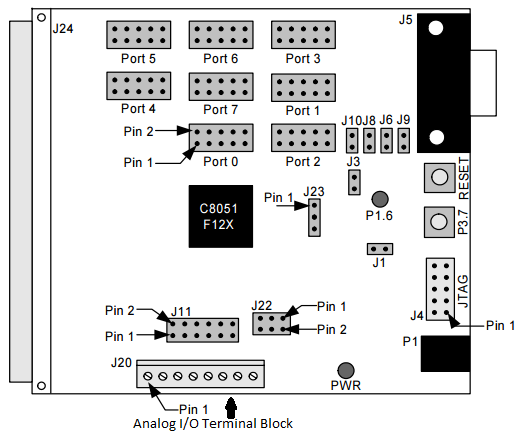 J24
J5
Port 5
Port 6
Port 3
Port 4
Port 7
Port 1
Pin 2
Pin 1
Port 0
Port 2
J10
J8
J6
J9
J3
RESET
J23
Pin 1
C8051
F12X
P1.6
P3.7
J1
JTAG
J4
Pin 1
Pin 2
J11
J22
Pin 1
Pin 1
Pin 2
P1
J20
PWR
Pin 1
Analog I/O Terminal Block